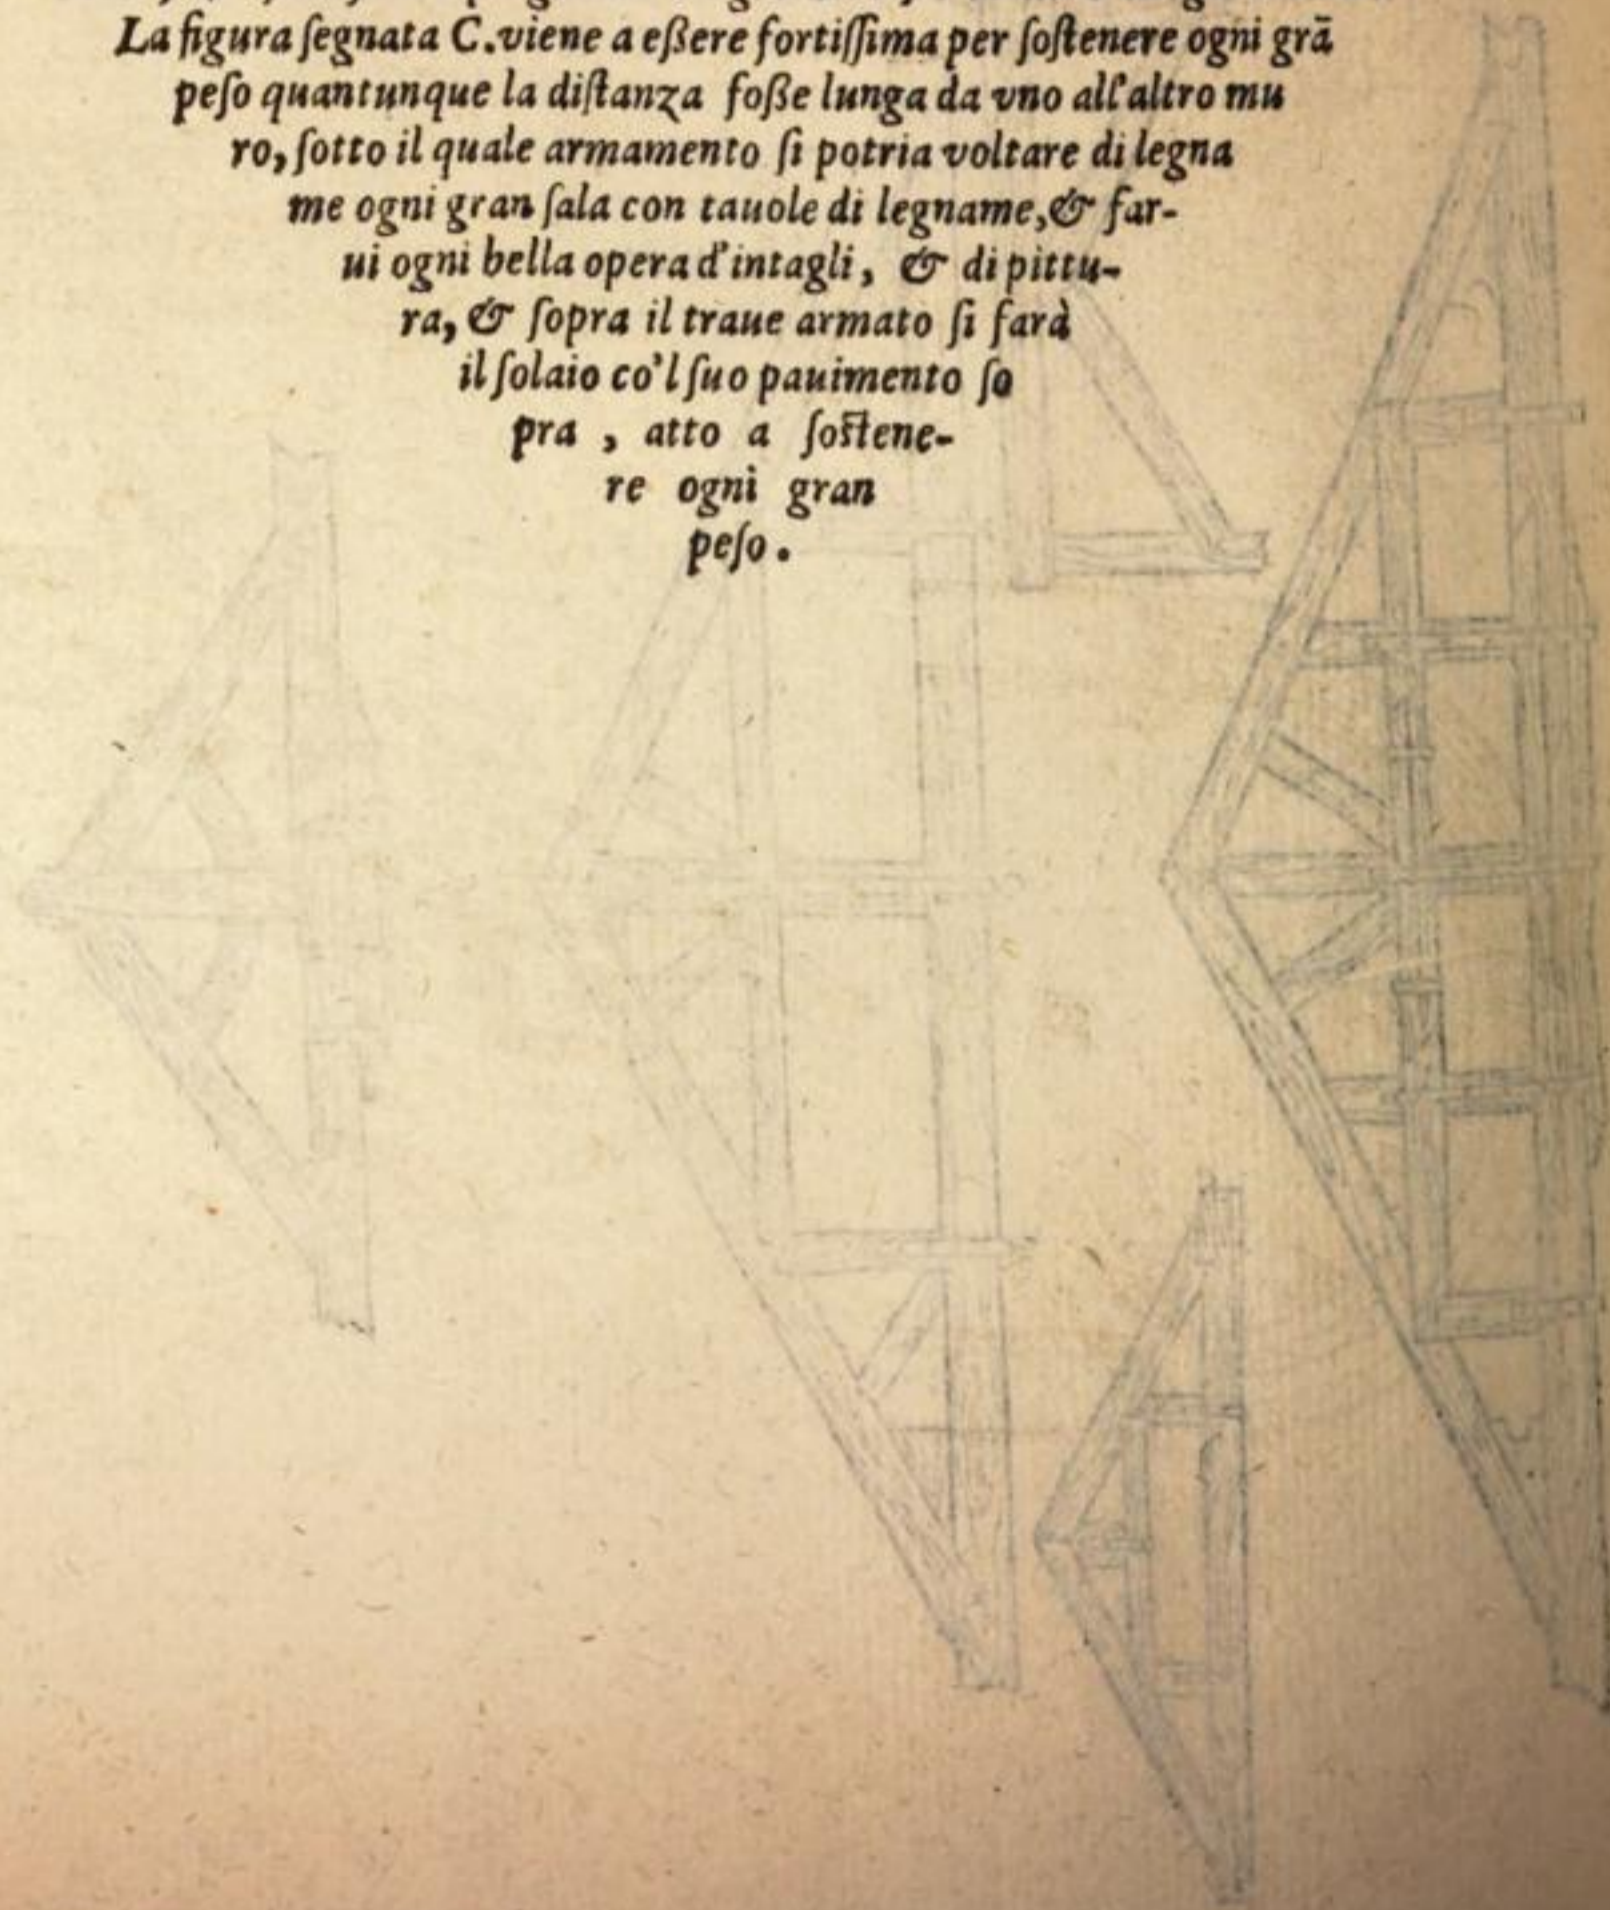 La figura ſegnata C. viene a eßere fortiſſima per ſoſtenere ogni grā
peſo quantunque la diſtanza foße lunga da vno all'altro mu
ro, ſotto il quale armamento ſi potria voltare di legna
me ogni gran ſala con tauole di legname, & far-
ui ogni bella opera d'intagli, & di pittu-
ra, & ſopra il traue armato ſi farà
il ſolaio co'l ſuo pauimento ſo
pra , atto a ſoſtene-
re ogni gran
peſo.